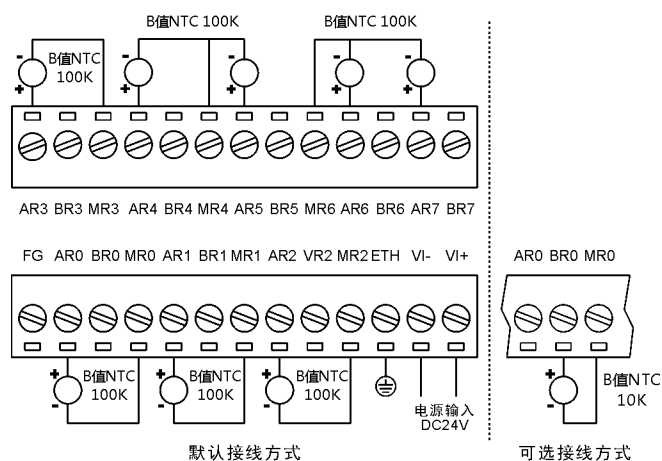 B值NTC 100K
B值NTC 100K
B值NTC
100K
AR3 BR3 MR3 AR4 BR4 MR4 AR5 BR5 MR6 AR6 BR6 AR7 BR7
FG AR0 BR0 MR0 AR1 BR1 MR1 AR2 VR2 MR2 ETH VI- VI+
AR0 BR0 MR0
B值NTC
100K
B值NTC
100K
B值NTC
100K
电源输入
DC24V
B值NTC
10K
默认接线方式
可选接线方式